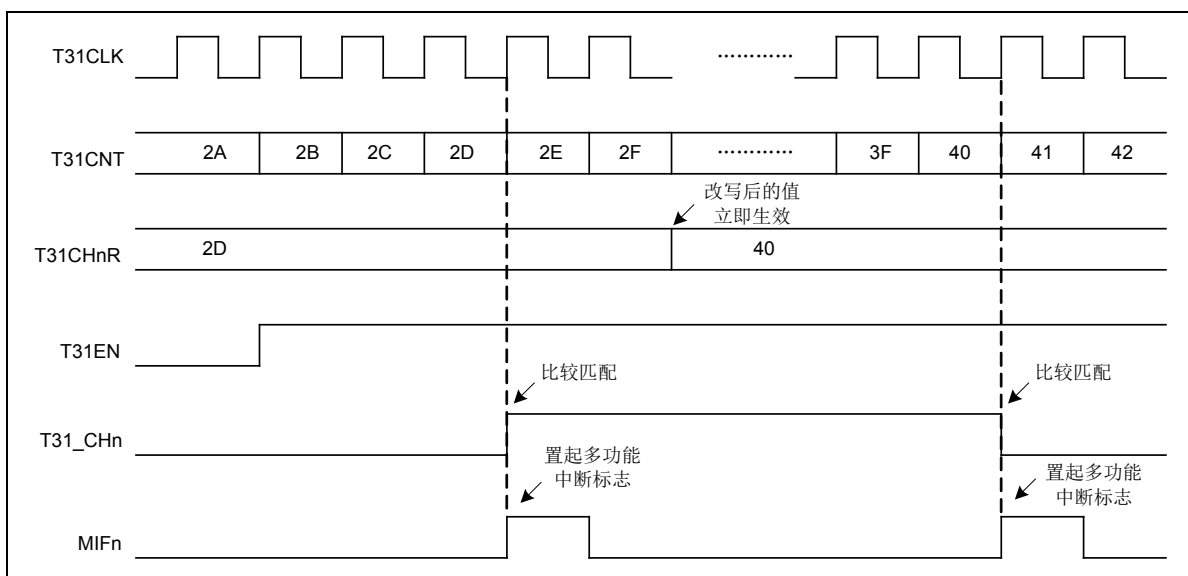 T31CLK
…………
T31CNT
2A 2B 2C 2D 2E 2F ………… 3F 40 41 42
改写后的值
立即生效
T31CHnR
2D 40
T31EN
比较匹配 比较匹配
T31_CHn
置起多功能
中断标志
置起多功能
中断标志
MIFn